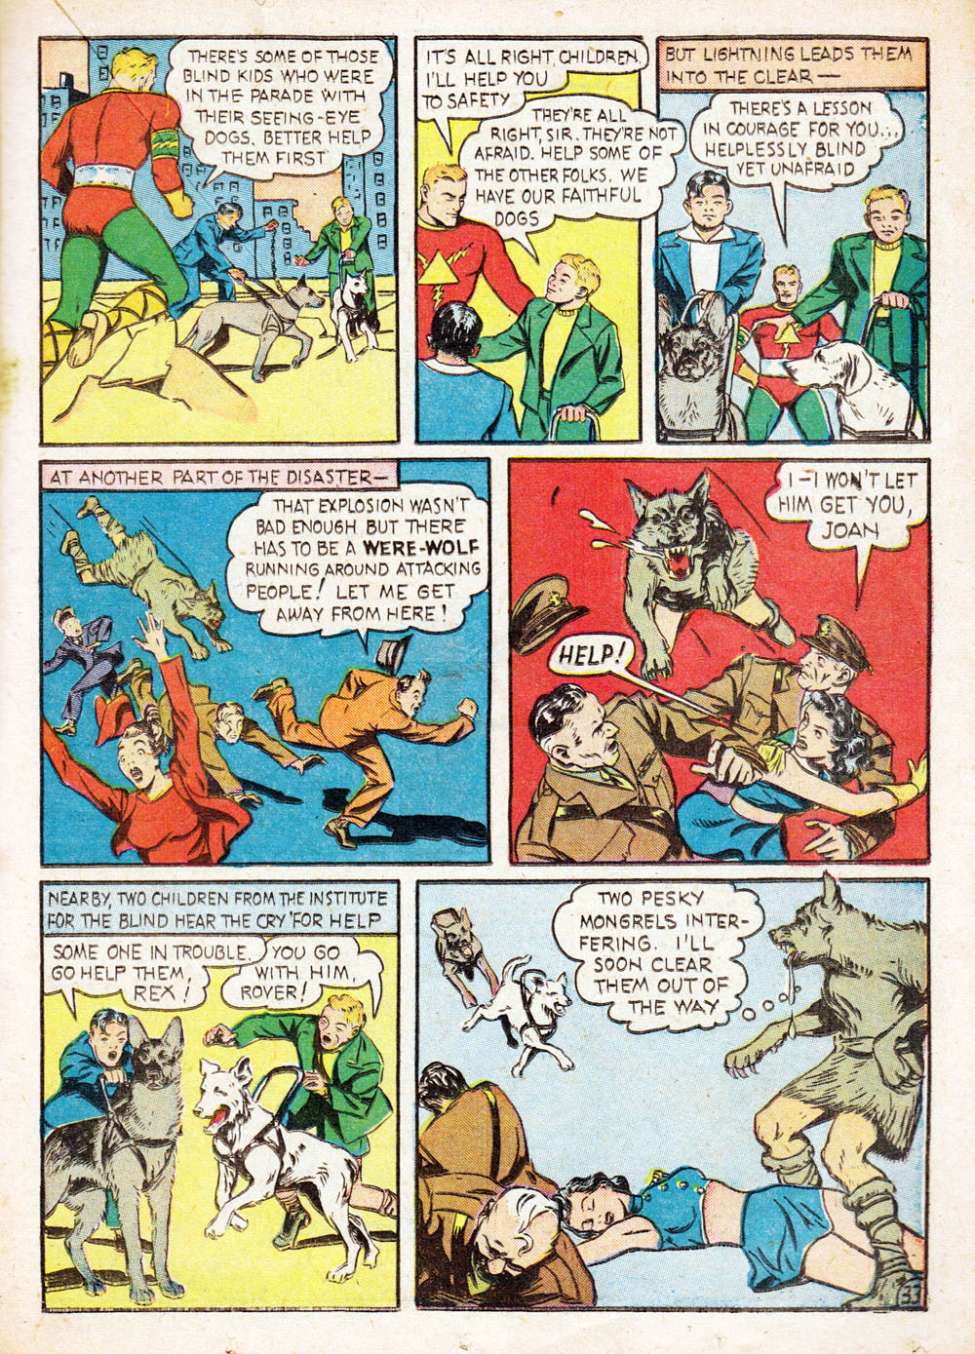 THERE'S SOME OF THOSE
BLIND KIDS WHO WERE
IN THE PARADE WITH
THEIR SEEING-EYE
DOGS. BETTER HELP
THEM FIRST
IT'S ALL RIGHT, CHILDREN.
I'LL HELP YOU
TO SAFETY
THEY'RE ALL
RIGHT, SIR. THEY'RE NOT
AFRAID. HELP SOME OF
THE OTHER FOLKS. WE
HAVE OUR FAITHFUL
DOGS
BUT LIGHTNING LEADS THEM
INTO THE CLEAR—
THERE'S A LESSON
IN COURAGE FOR YOU...
HELPLESSLY BLIND
YET UNAFRAID
AT ANOTHER PART OF THE DISASTER—
THAT EXPLOSION WASN'T
BAD ENOUGH BUT THERE
HAS TO BE A WERE-WOLF
RUNNING AROUND ATTACKING
PEOPLE! LET ME GET
AWAY FROM HERE!
I-I WON'T LET
HIM GET YOU,
JOAN
HELP!
NEARBY, TWO CHILDREN FROM THE INSTITUTE
FOR THE BLIND HEAR THE CRY 'FOR HELP
SOME ONE IN TROUBLE.
GO HELP THEM,
REX!
YOU GO
WITH HIM,
ROVER!
TWO PESKY
MONGRELS INTER-
FERING. I'LL
SOON CLEAR
THEM OUT OF
THE WAY
33